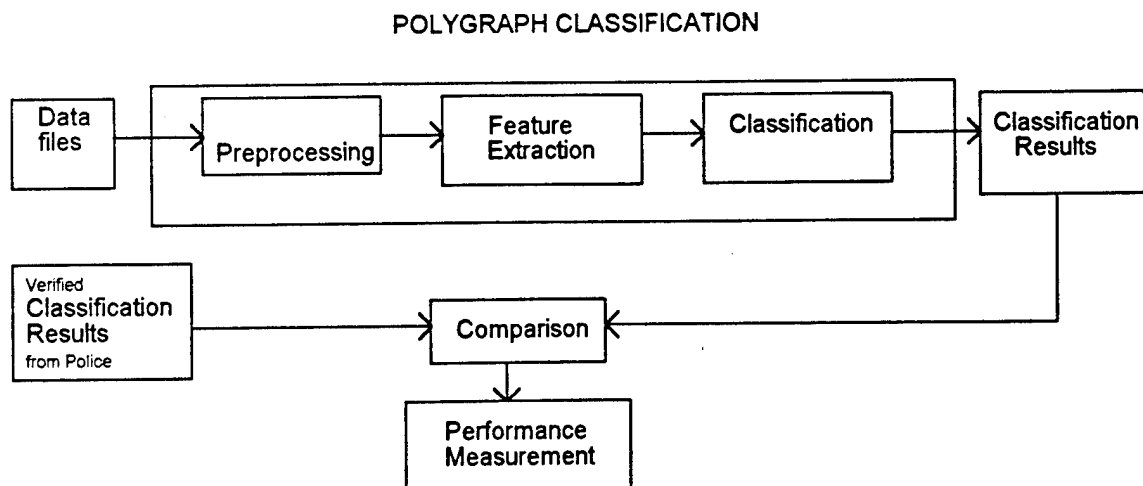 POLYGRAPH CLASSIFICATION
Data
files
Preprocessing
Feature
Extraction
Classification
Classification
Results
Verified
Classification
Results
from Police
Comparison
Performance
Measurement